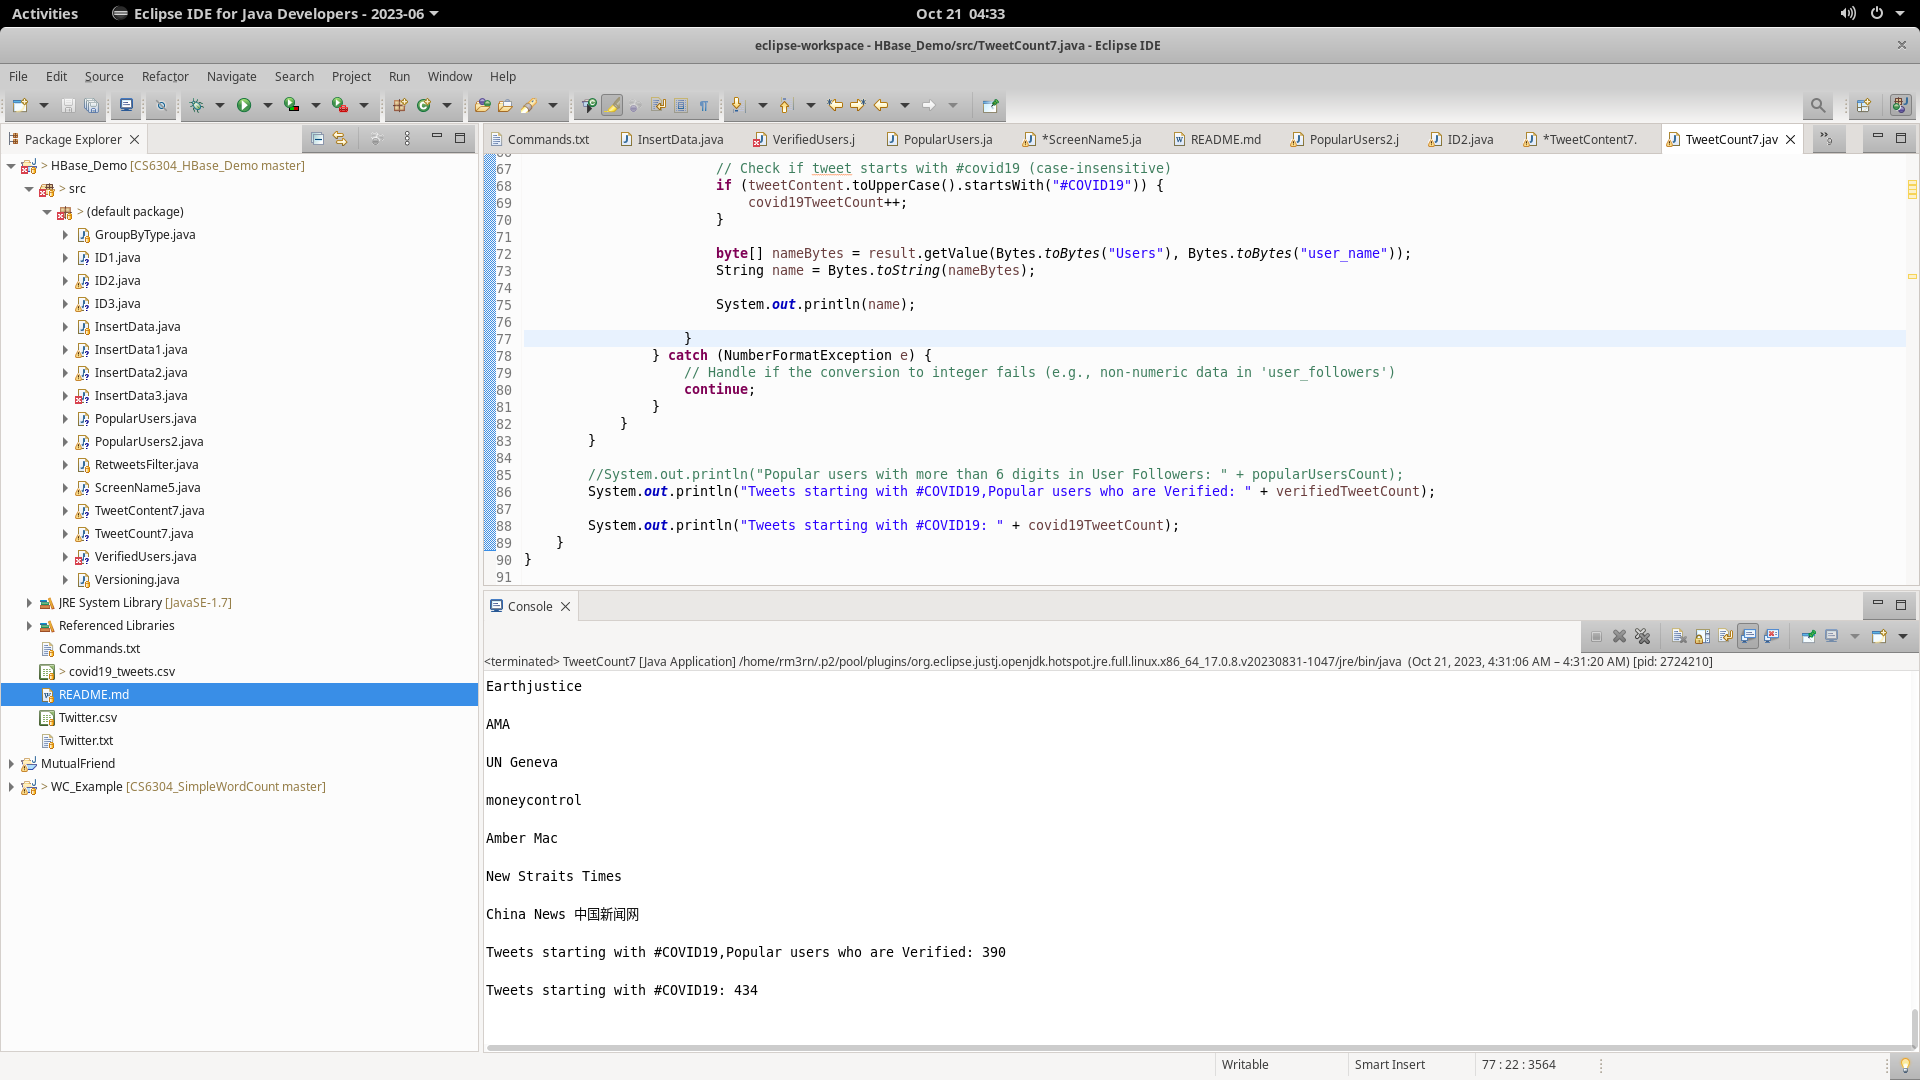 Activities
Eclipse IDE for Java Developers - 2023-06
Oct 21 04:33
eclipse-workspace - HBase_Demo/src/TweetCount7.java - Eclipse IDE
File Edit Source Refactor Navigate Search Project Run Window Help
Package Explorer
> HBase_Demo [CS6304_HBase_Demo master]
> src
> (default package)
GroupByType.java
ID1.java
ID2.java
ID3.java
InsertData.java
InsertData1.java
InsertData2.java
InsertData3.java
PopularUsers.java
PopularUsers2.java
RetweetsFilter.java
ScreenName5.java
TweetContent7.java
TweetCount7.java
VerifiedUsers.java
Versioning.java
JRE System Library [JavaSE-1.7]
Referenced Libraries
Commands.txt
> covid19_tweets.csv
README.md
Twitter.csv
Twitter.txt
MutualFriend
> WC_Example [CS6304_SimpleWordCount master]
Commands.txt InsertData.java VerifiedUsers.j PopularUsers.ja *ScreenName5.ja README.md PopularUsers2.j ID2.java *TweetContent7. TweetCount7.jav »9
67 // Check if tweet starts with #covid19 (case-insensitive)
68 if (tweetContent.toUpperCase().startsWith("#COVID19")) {
69 covid19TweetCount++;
70 }
71
72 byte[] nameBytes = result.getValue(Bytes.toBytes("Users"), Bytes.toBytes("user_name"));
73 String name = Bytes.toString(nameBytes);
74
75 System.out.println(name);
76
77 }
78 } catch (NumberFormatException e) {
79 // Handle if the conversion to integer fails (e.g., non-numeric data in 'user_followers')
80 continue;
81 }
82 }
83 }
84
85 //System.out.println("Popular users with more than 6 digits in User Followers: " + popularUsersCount);
86 System.out.println("Tweets starting with #COVID19,Popular users who are Verified: " + verifiedTweetCount);
87
88 System.out.println("Tweets starting with #COVID19: " + covid19TweetCount);
89 }
90 }
91
Console
<terminated> TweetCount7 [Java Application] /home/rm3rn/.p2/pool/plugins/org.eclipse.justj.openjdk.hotspot.jre.full.linux.x86_64_17.0.8.v20230831-1047/jre/bin/java (Oct 21, 2023, 4:31:06 AM – 4:31:20 AM) [pid: 2724210]
Earthjustice
AMA
UN Geneva
moneycontrol
Amber Mac
New Straits Times
China News 中国新闻网
Tweets starting with #COVID19,Popular users who are Verified: 390
Tweets starting with #COVID19: 434
Writable
Smart Insert
77 : 22 : 3564